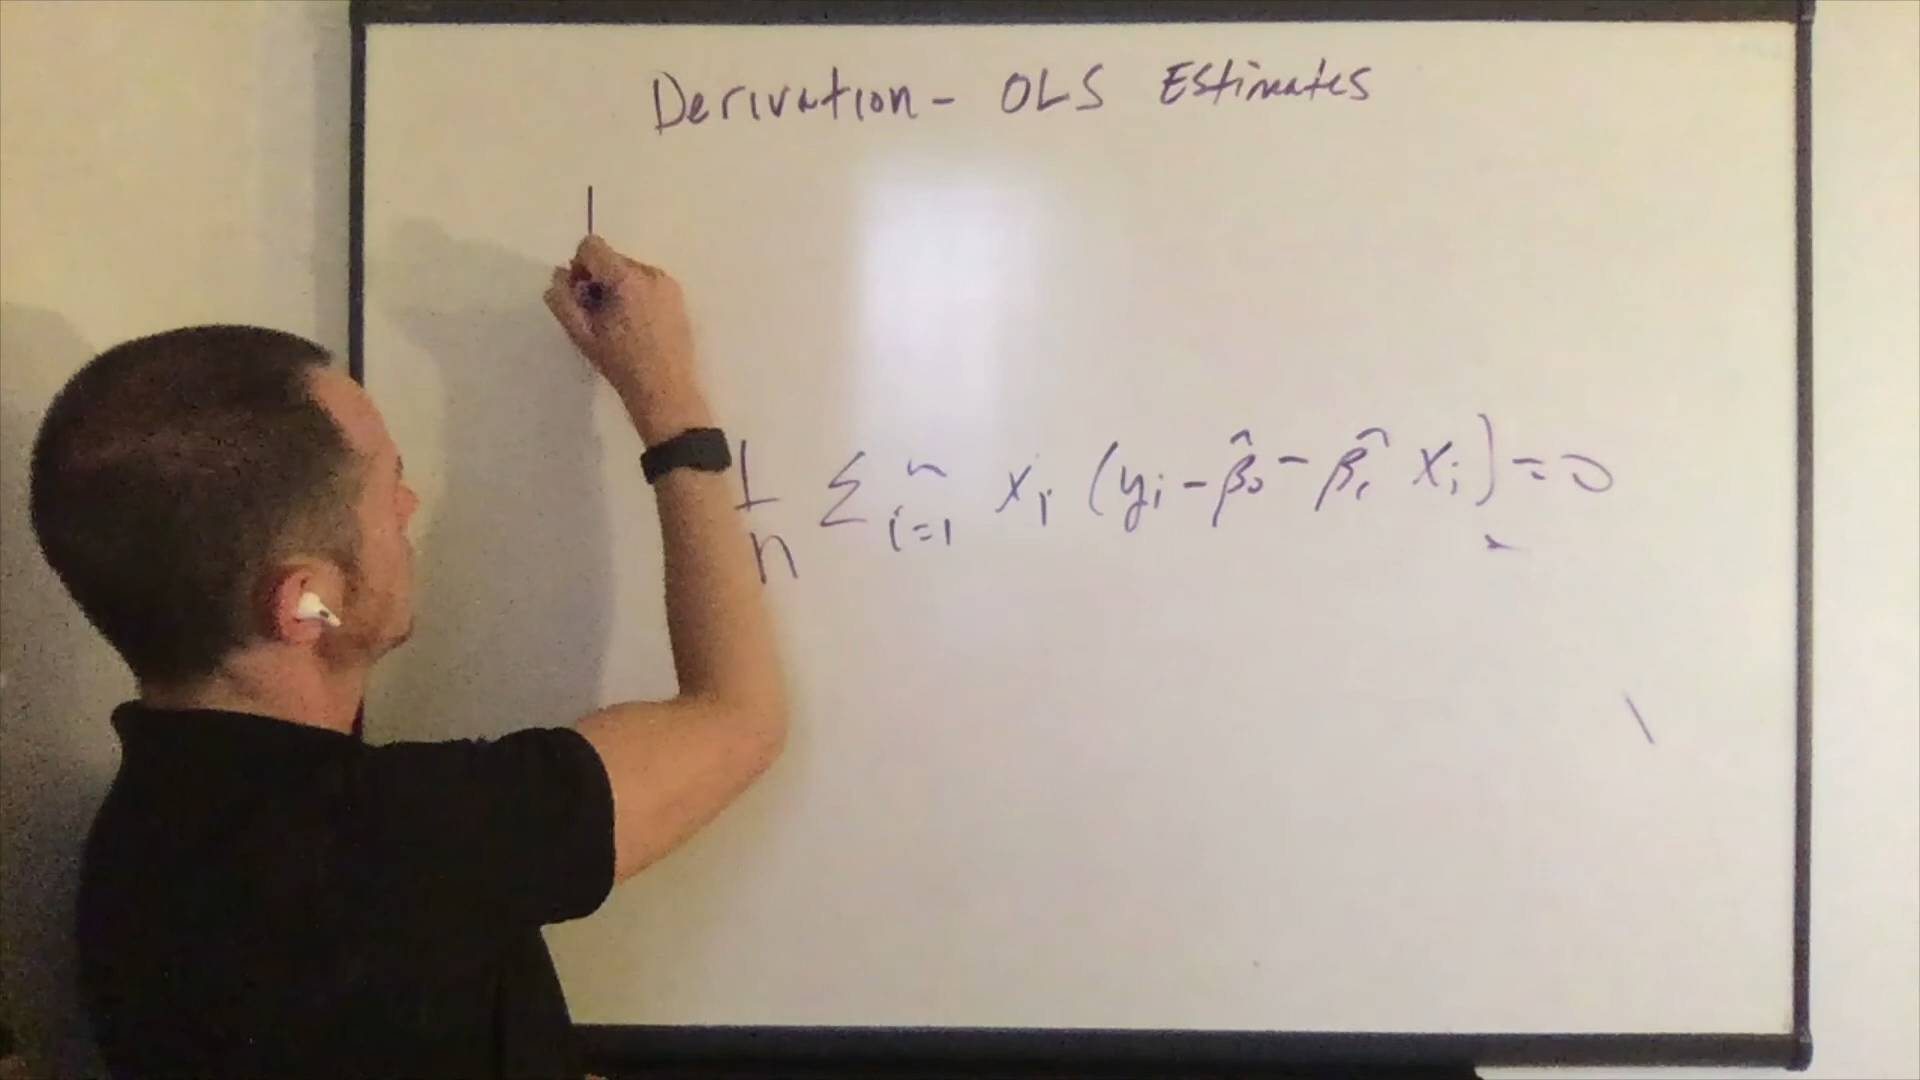 Derivation - OLS Estimates
1/n Σ n i=1 xi (yi - β̂0 - β̂1 xi) = 0